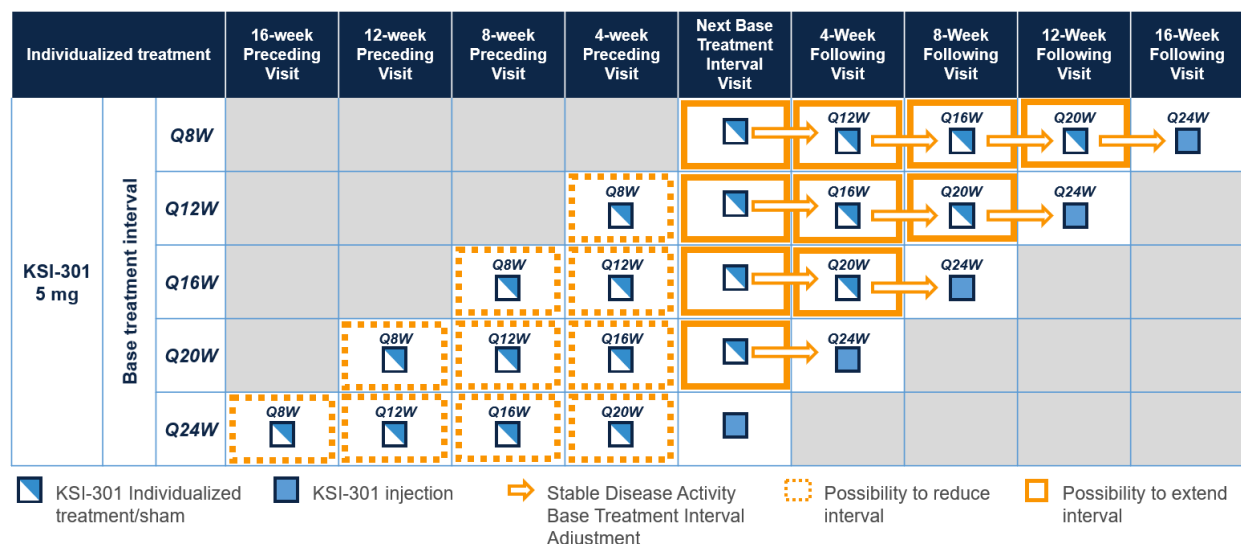 Individualized treatment
16-week
Preceding
Visit
12-week
Preceding
Visit
8-week
Preceding
Visit
4-week
Preceding
Visit
Next Base
Treatment
Interval
Visit
4-Week
Following
Visit
8-Week
Following
Visit
12-Week
Following
Visit
16-Week
Following
Visit
KSI-301
5 mg
Base treatment interval
Q8W
Q12W
Q16W
Q20W
Q24W
Q12W
Q8W
Q16W
Q20W
Q24W
Q16W
Q8W
Q12W
Q20W
Q24W
Q20W
Q8W
Q12W
Q16W
Q24W
Q24W
Q8W
Q12W
Q16W
Q20W
KSI-301 Individualized
treatment/sham
KSI-301 injection
Stable Disease Activity
Base Treatment Interval
Adjustment
Possibility to reduce
interval
Possibility to extend
interval